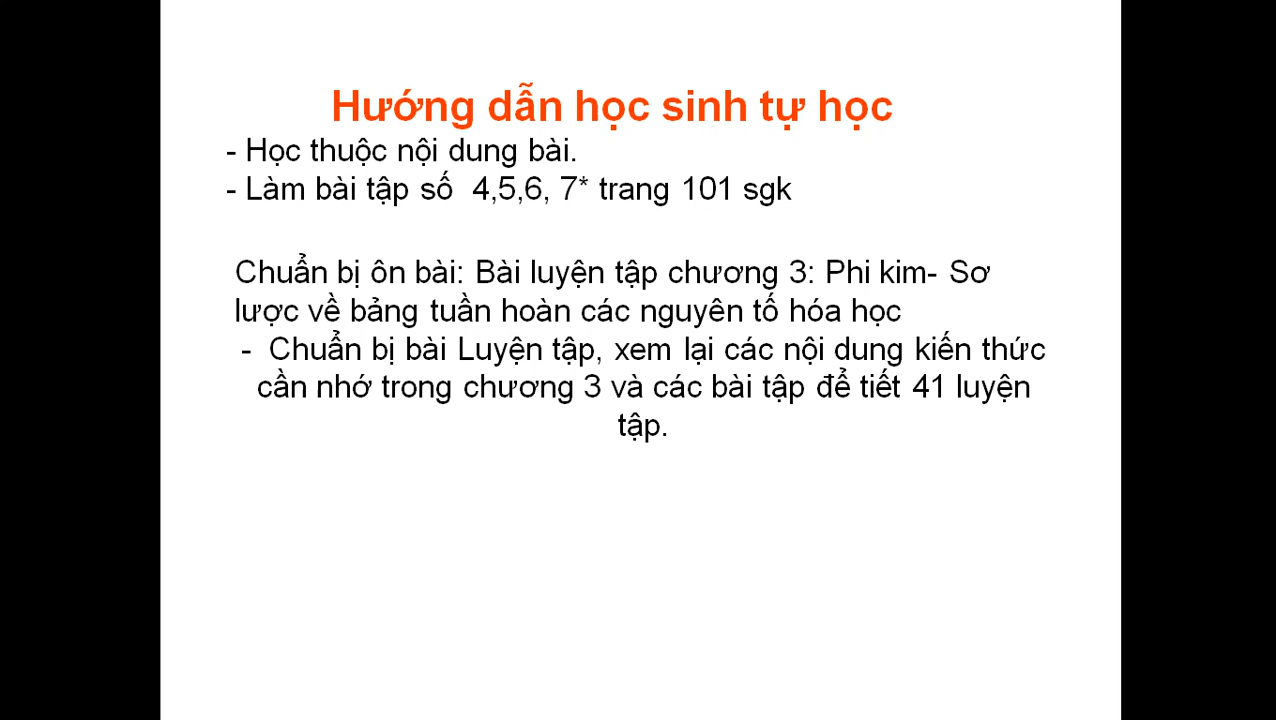 Hướng dẫn học sinh tự học
- Học thuộc nội dung bài.
- Làm bài tập số  4,5,6, 7* trang 101 sgk
Chuẩn bị ôn bài: Bài luyện tập chương 3: Phi kim- Sơ
lược về bảng tuần hoàn các nguyên tố hóa học
-  Chuẩn bị bài Luyện tập, xem lại các nội dung kiến thức
cần nhớ trong chương 3 và các bài tập để tiết 41 luyện
tập.